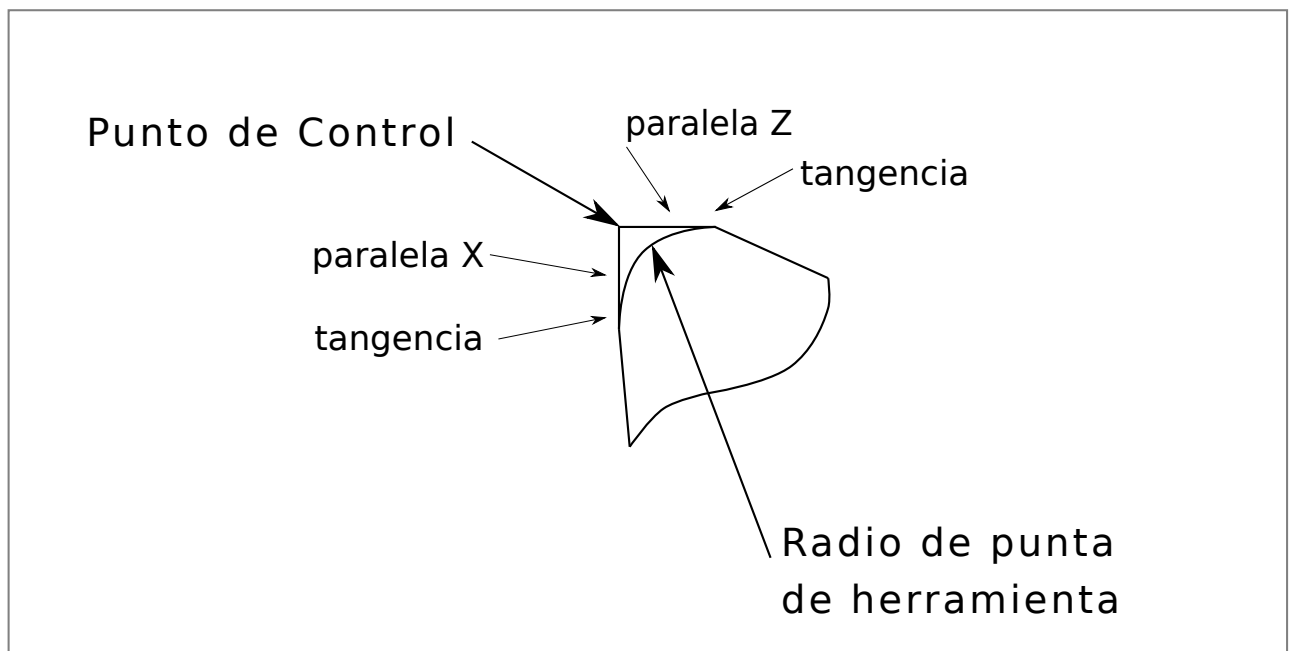 Punto de Control
paralela Z
tangencia
paralela X
tangencia
Radio de punta
de herramienta